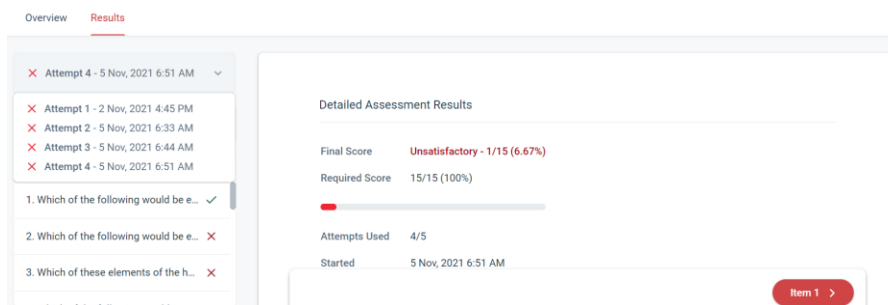 Overview Results
Attempt 4 - 5 Nov, 2021 6:51 AM
Attempt 1 - 2 Nov, 2021 4:45 PM
Attempt 2 - 5 Nov, 2021 6:33 AM
Attempt 3 - 5 Nov, 2021 6:44 AM
Attempt 4 - 5 Nov, 2021 6:51 AM
1. Which of the following would be e...
2. Which of the following would be e...
3. Which of these elements of the h...
Detailed Assessment Results
Final Score Unsatisfactory - 1/15 (6.67%)
Required Score 15/15 (100%)
Attempts Used 4/5
Started 5 Nov, 2021 6:51 AM
Item 1